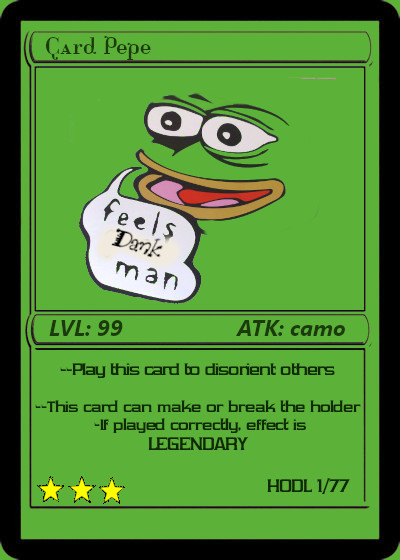 Card Pepe
feels
Dank
man
LVL: 99 ATK: camo
--Play this card to disorient others
--This card can make or break the holder
-If played correctly, effect is
LEGENDARY
HODL 1/77